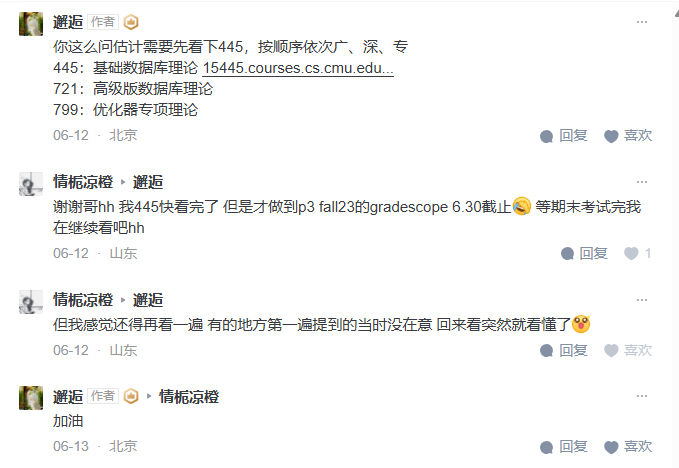 邂逅 作者
你这么问估计需要先看下445，按顺序依次广、深、专
445：基础数据库理论 15445.courses.cs.cmu.edu...
721：高级版数据库理论
799：优化器专项理论
06-12 · 北京 回复 喜欢
情栀凉橙 邂逅
谢谢哥hh 我445快看完了 但是才做到p3 fall23的gradescope 6.30截止 等期末考试完我
在继续看吧hh
06-12 · 山东 回复 1
情栀凉橙 邂逅
但我感觉还得再看一遍 有的地方第一遍提到的当时没在意 回来看突然就看懂了
06-12 · 山东 回复 喜欢
邂逅 作者 情栀凉橙
加油
06-13 · 北京 回复 喜欢